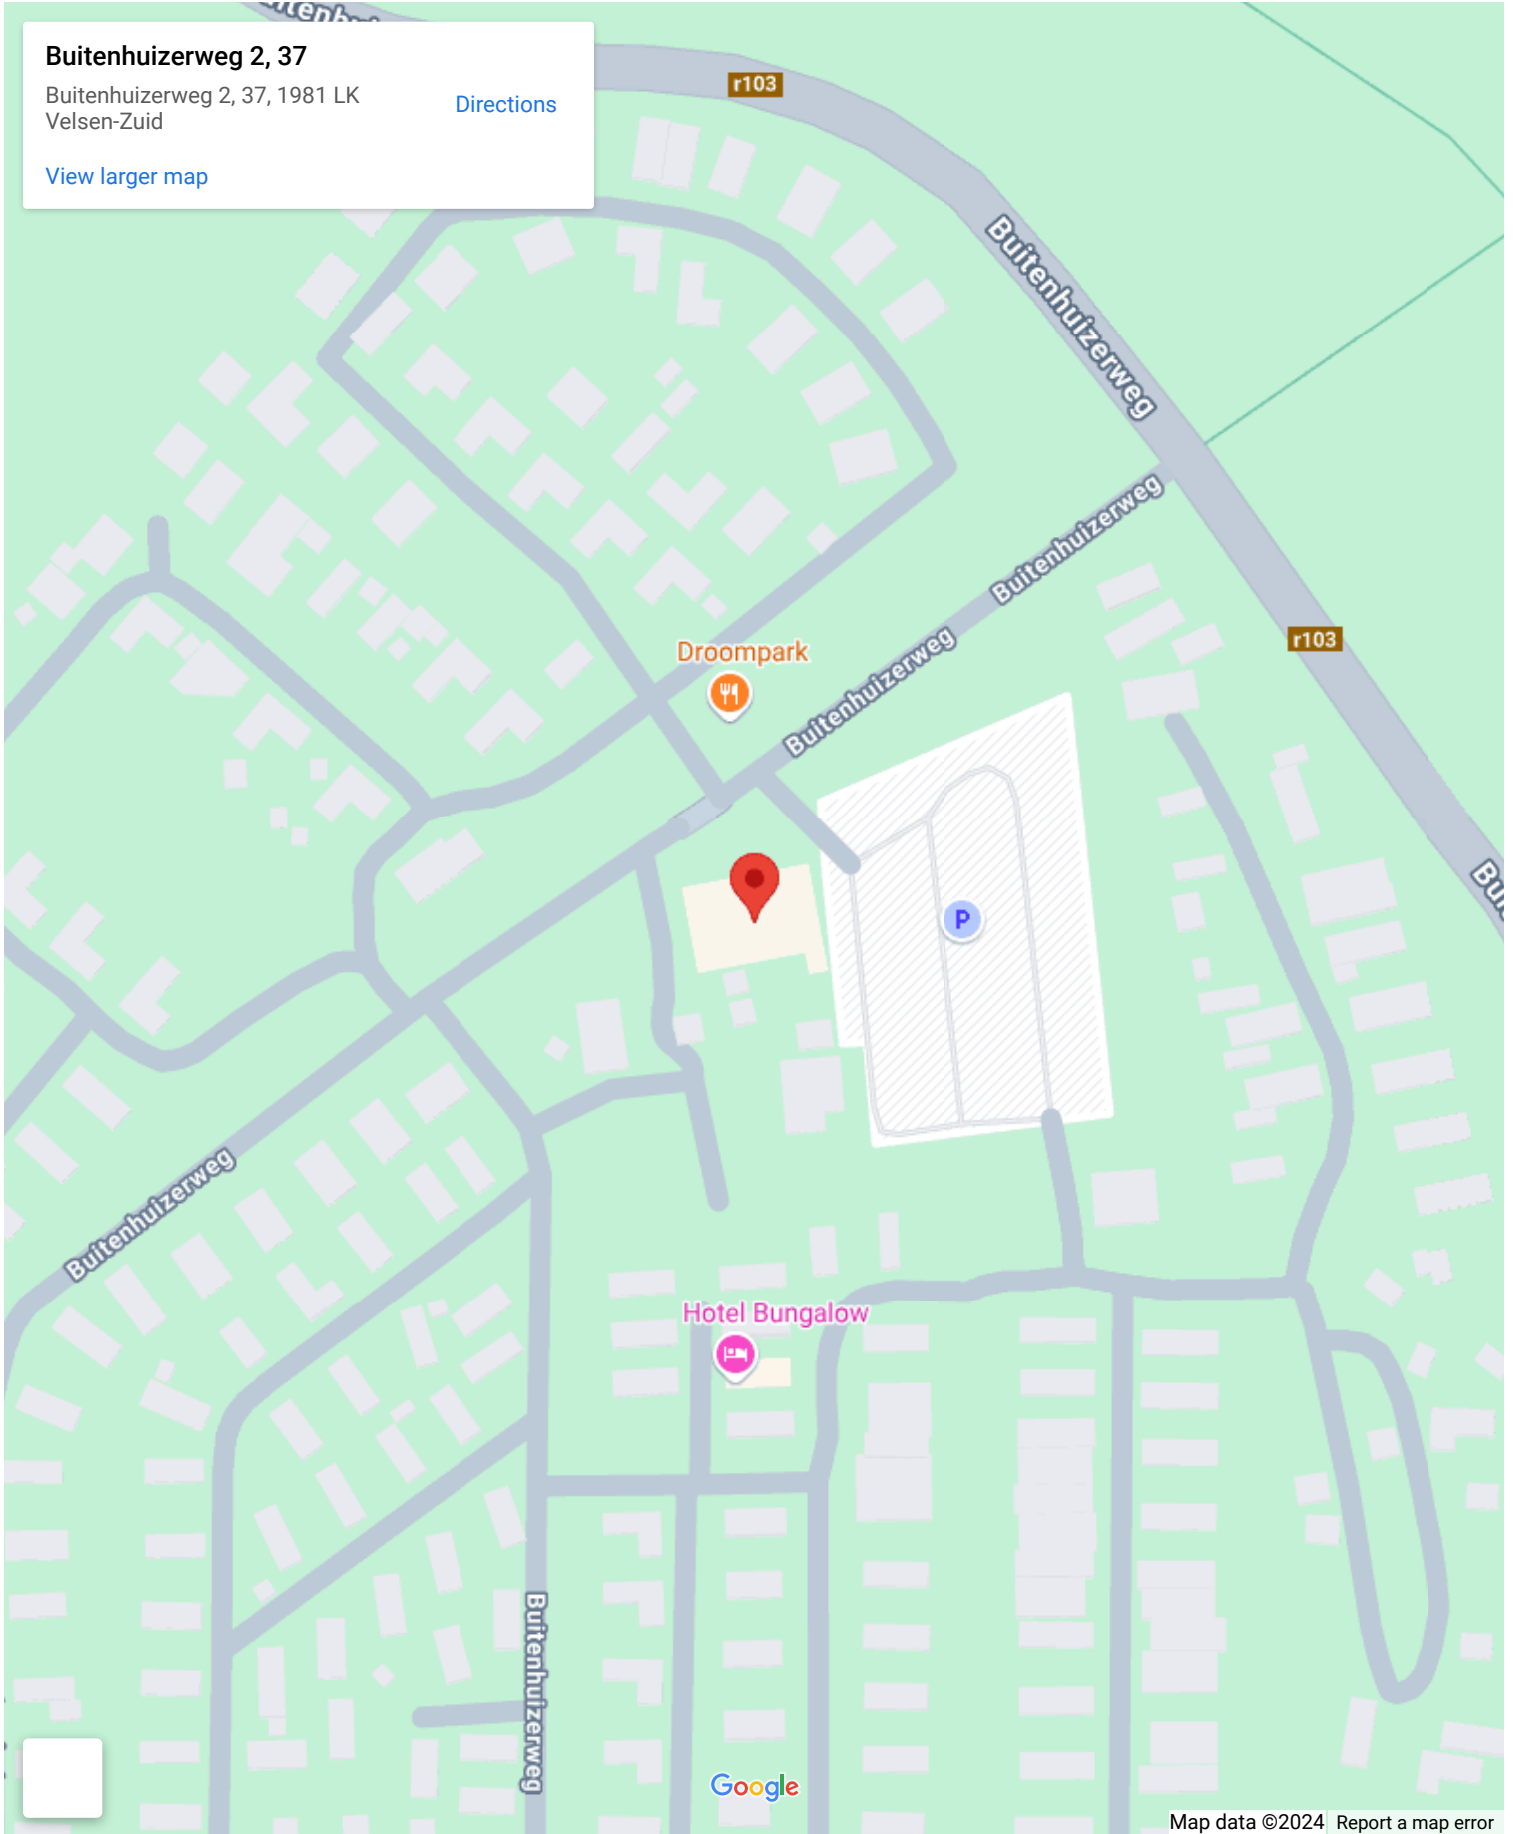 Buitenhuizerweg 2, 37
Buitenhuizerweg 2, 37, 1981 LK
Velsen-Zuid
Directions
View larger map
r103
Buitenhuizerweg
Buitenhuizerweg
r103
Droompark
Buitenhuizerweg
P
Buitenhuizerweg
Hotel Bungalow
Buitenhuizerweg
Google
Map data ©2024
Report a map error